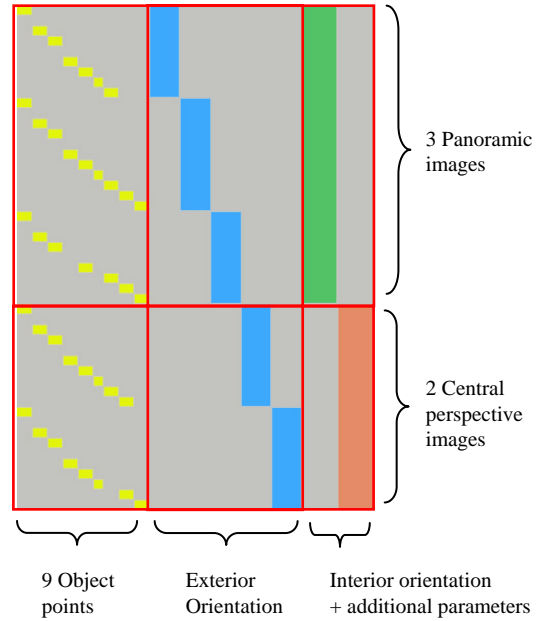 3 Panoramic
images
2 Central
perspective
images
9 Object
points
Exterior
Orientation
Interior orientation
+ additional parameters